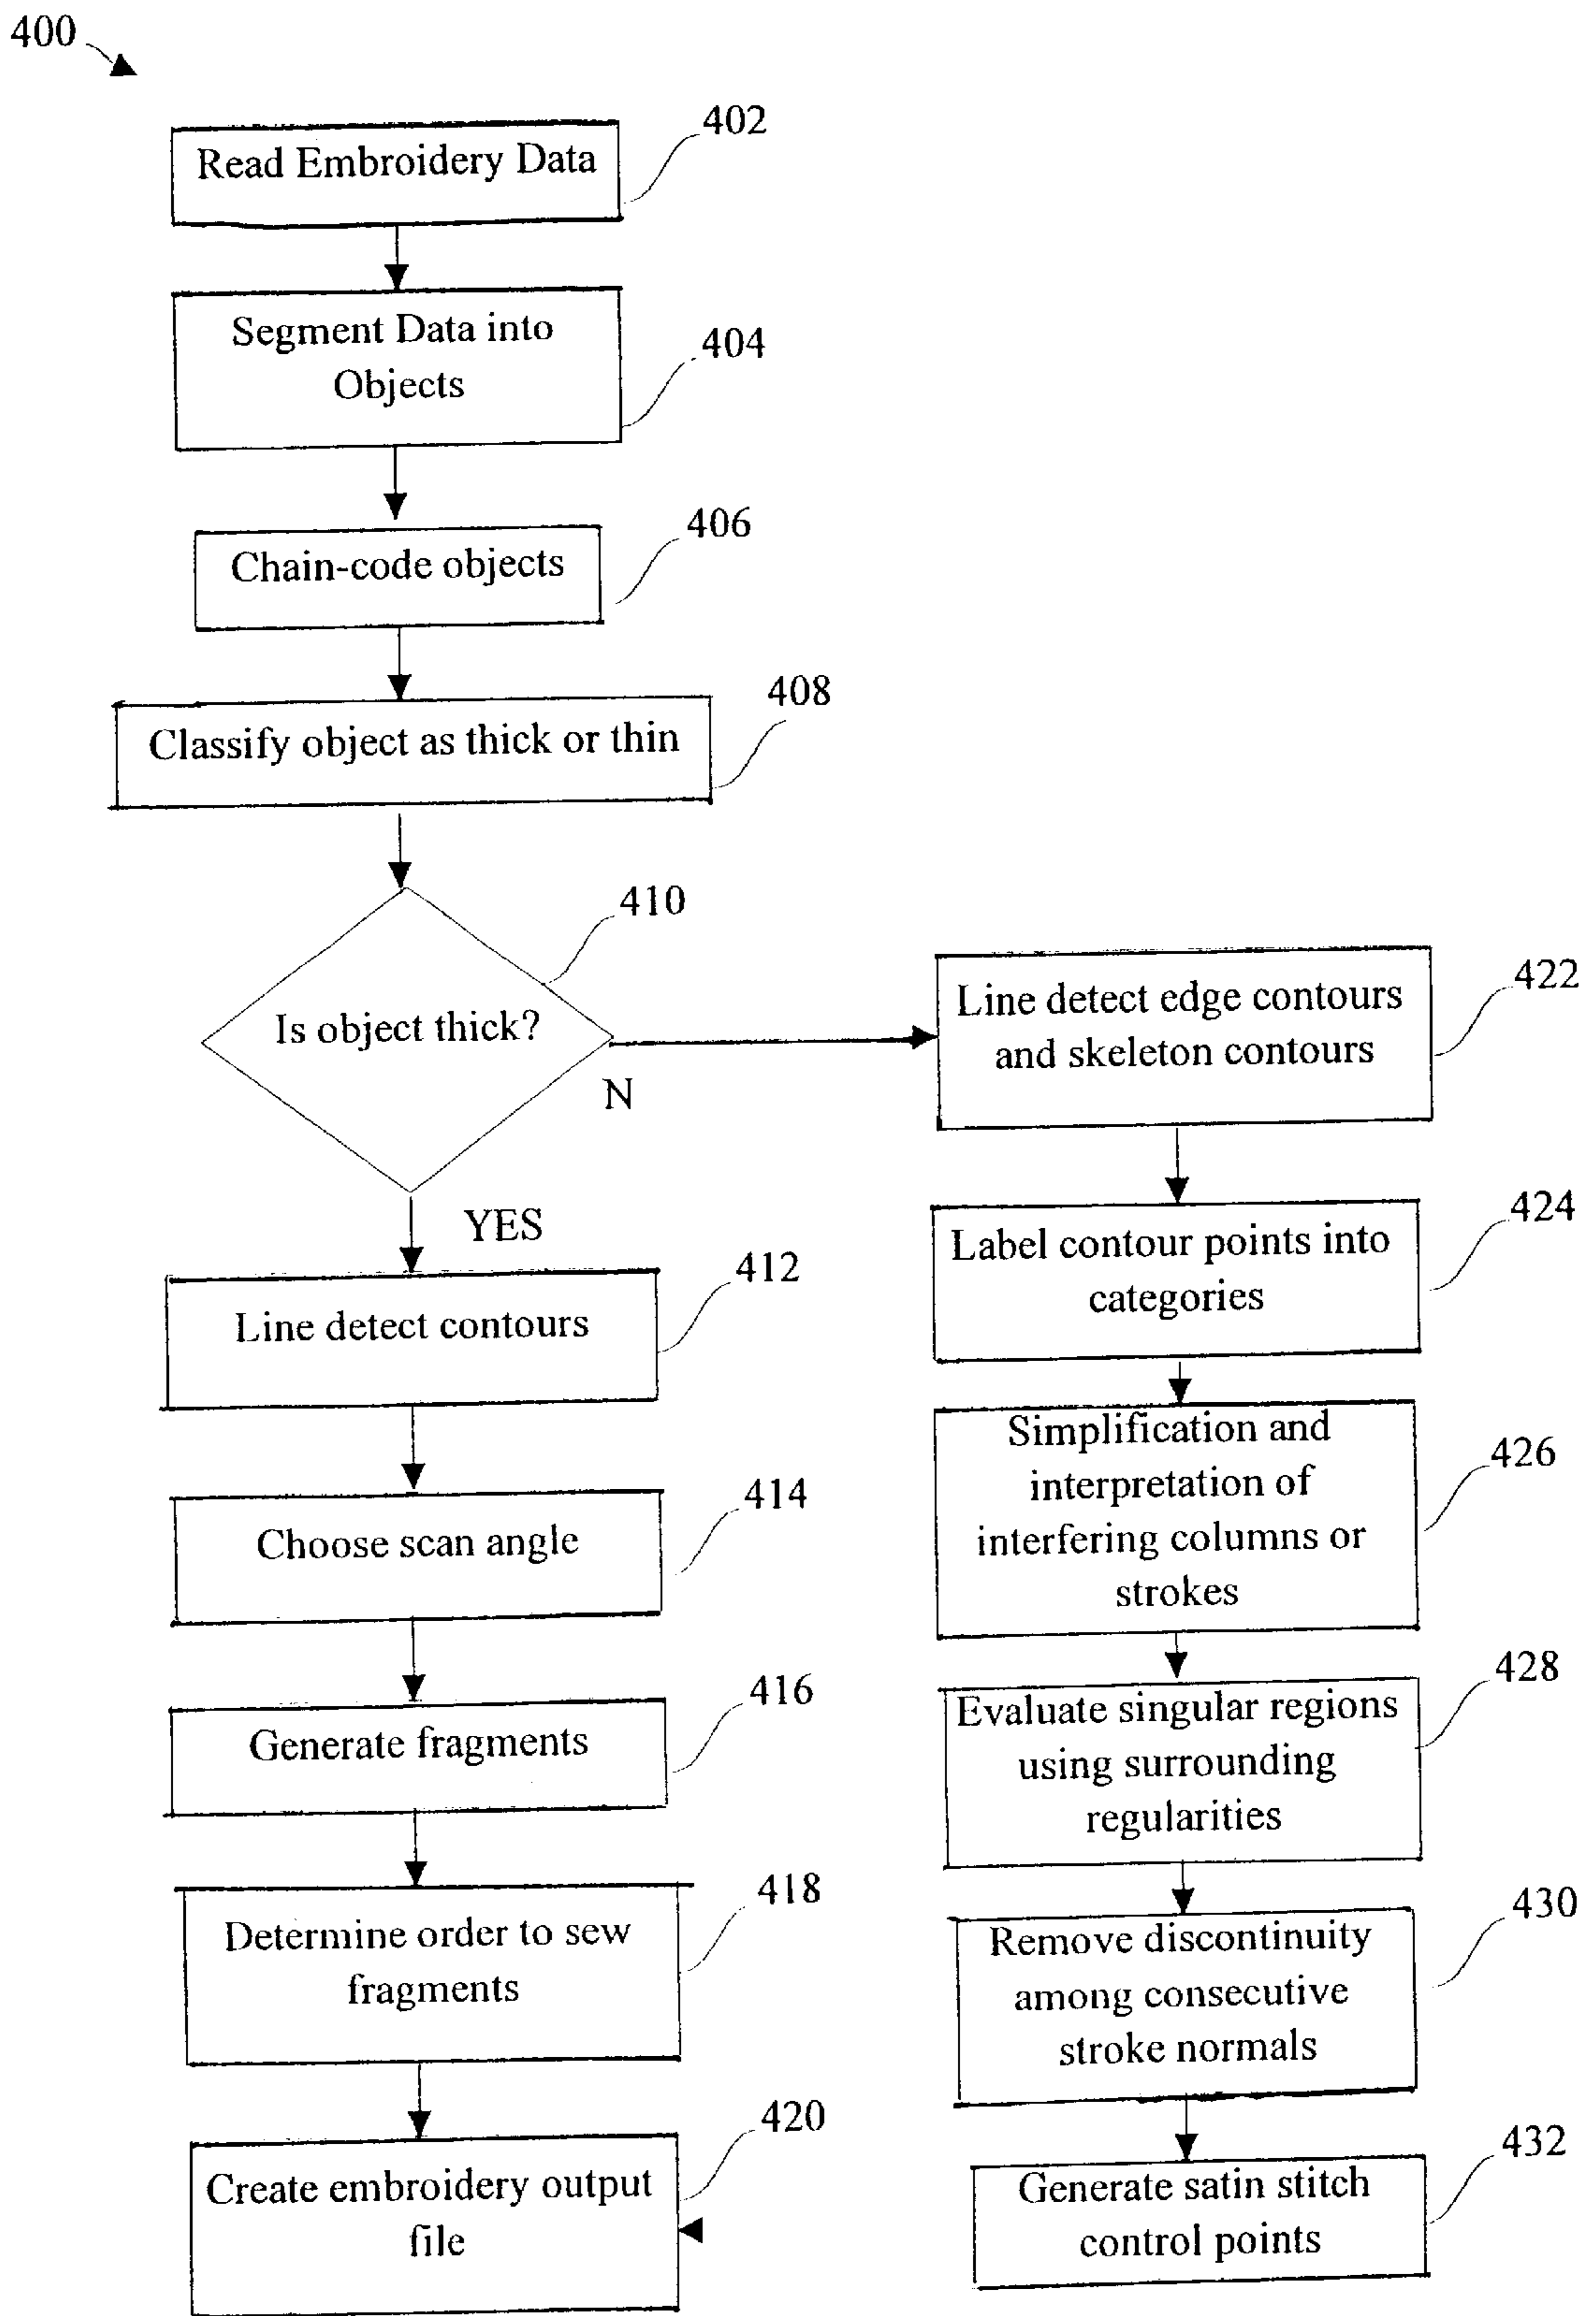 400
402
Read Embroidery Data
Segment Data into
Objects
404
406
Chain-code objects
408
Classify object as thick or thin
410
Is object thick?
N
YES
412
Line detect contours
414
Choose scan angle
416
Generate fragments
418
Determine order to sew
fragments
420
Create embroidery output
file
422
Line detect edge contours
and skeleton contours
424
Label contour points into
categories
Simplification and
interpretation of
interfering columns or
strokes
426
428
Evaluate singular regions
using surrounding
regularities
430
Remove discontinuity
among consecutive
stroke normals
432
Generate satin stitch
control points